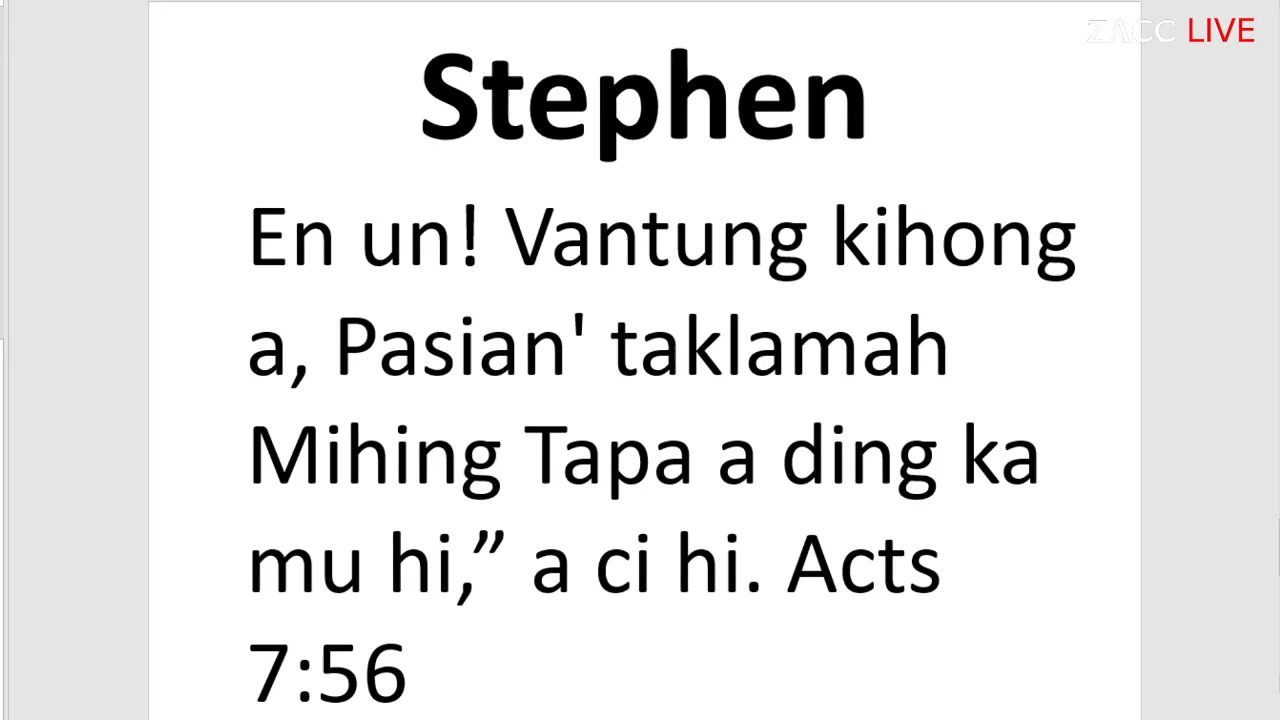 ZACC LIVE
Stephen
En un! Vantung kihong
a, Pasian' taklamah
Mihing Tapa a ding ka
mu hi,” a ci hi. Acts
7:56